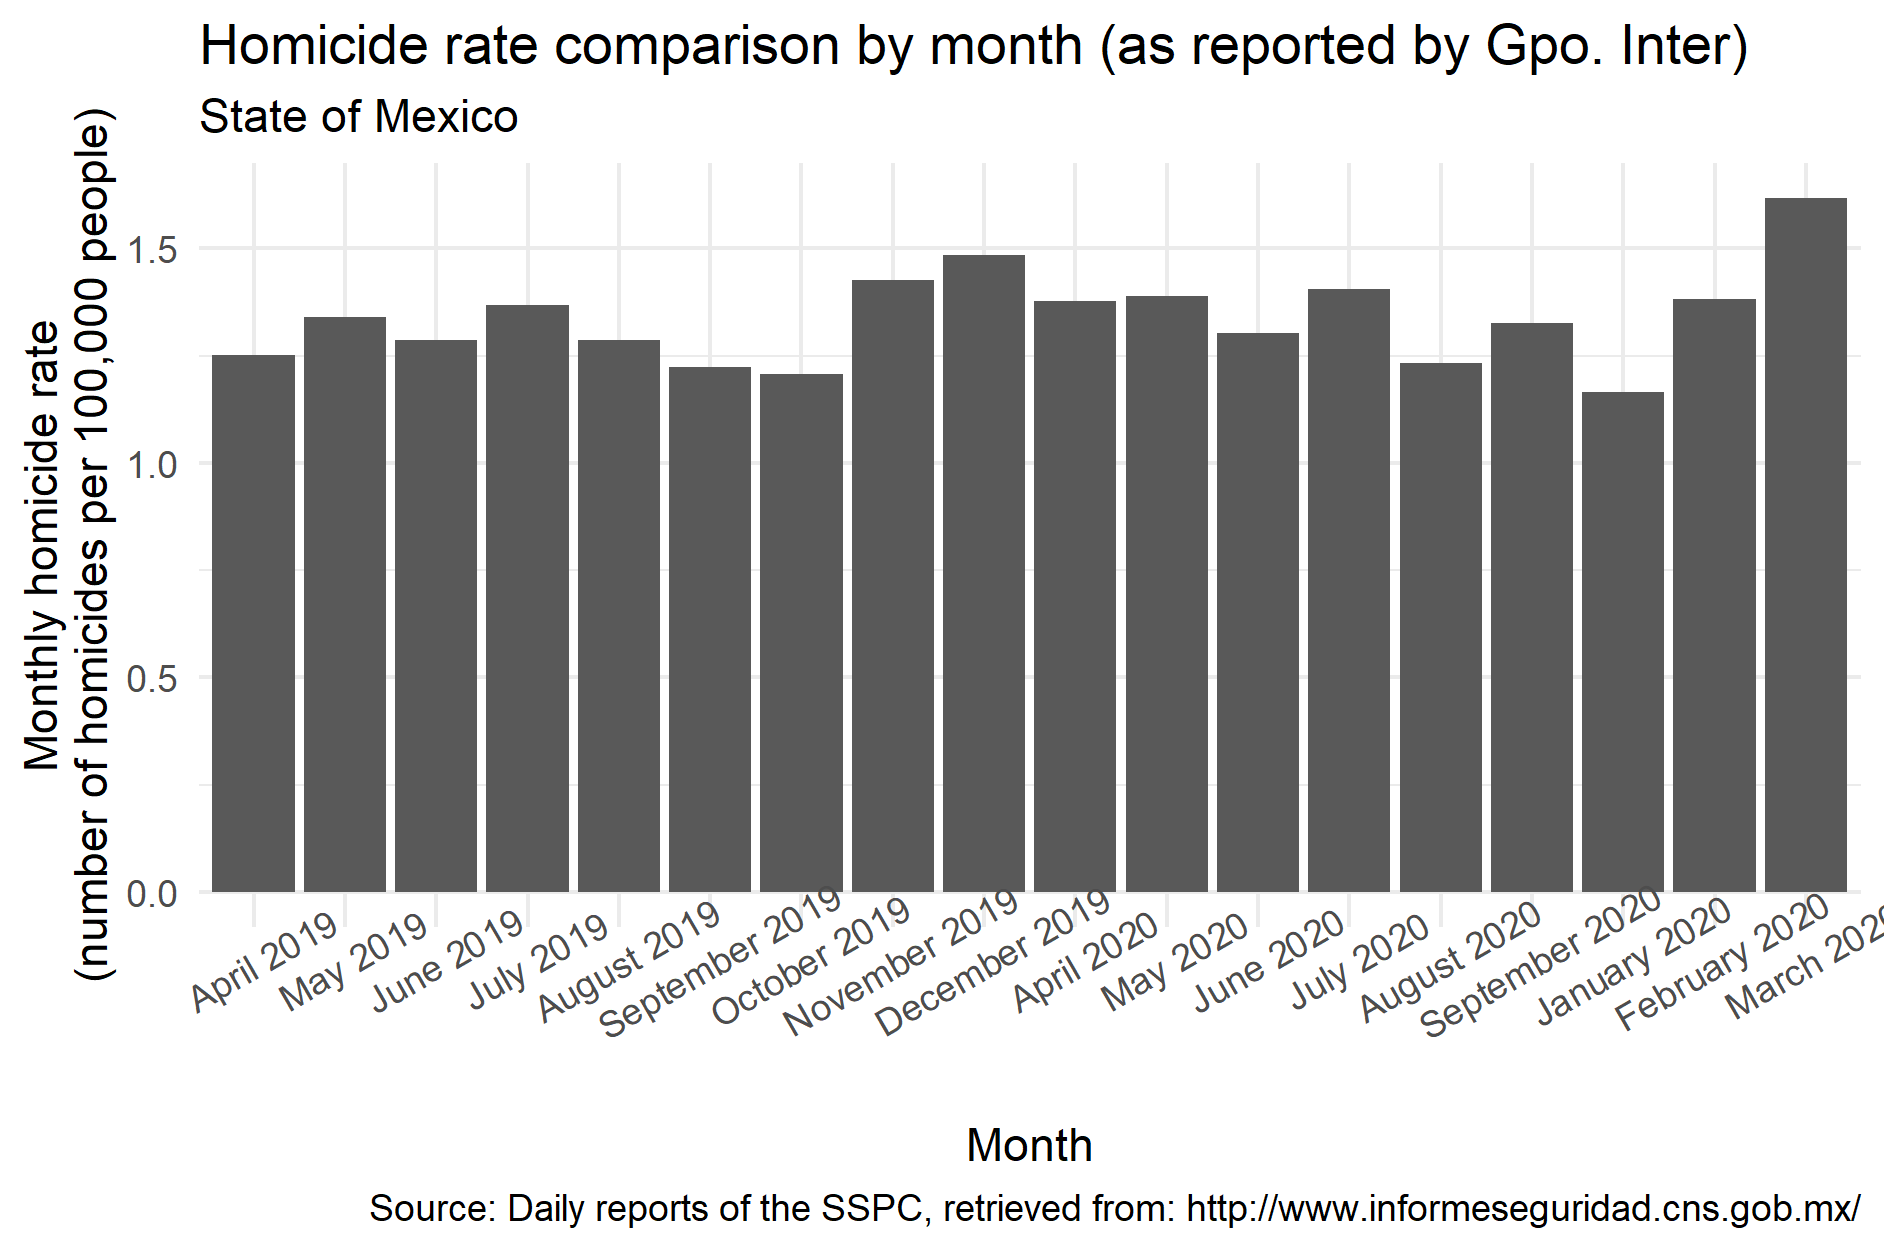 Homicide rate comparison by month (as reported by Gpo. Inter)
State of Mexico
Monthly homicide rate
(number of homicides per 100,000 people)
1.5
1.0
0.5
0.0
April 2019
May 2019
June 2019
July 2019
August 2019
September 2019
October 2019
November 2019
December 2019
April 2020
May 2020
June 2020
July 2020
August 2020
September 2020
January 2020
February 2020
March 2020
Month
Source: Daily reports of the SSPC, retrieved from: http://www.informeseguridad.cns.gob.mx/